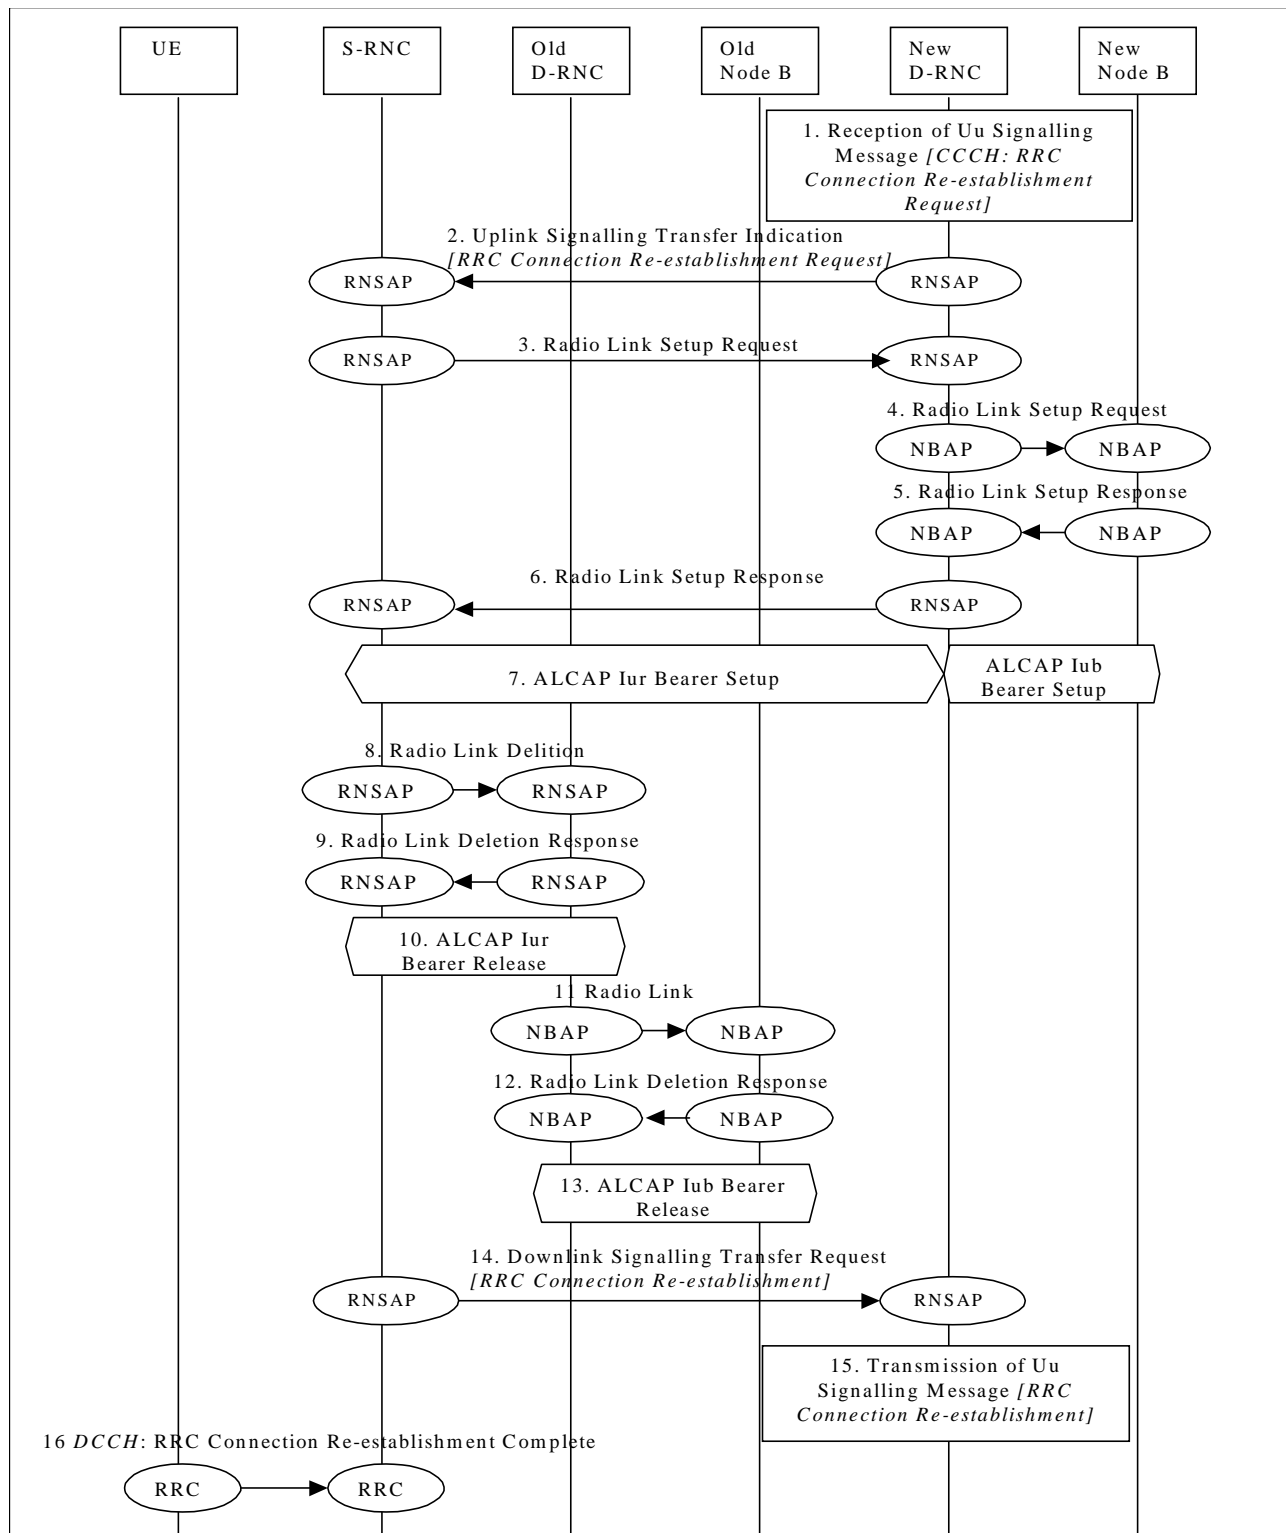 UE
S-RNC
Old
D-RNC
Old
Node B
New
D-RNC
New
Node B
1. Reception of Uu Signalling
Message [CCCH: RRC
Connection Re-establishment
Request]
2. Uplink Signalling Transfer Indication
[RRC Connection Re-establishment Request]
RNSAP
RNSAP
3. Radio Link Setup Request
RNSAP
RNSAP
4. Radio Link Setup Request
NBAP
NBAP
5. Radio Link Setup Response
NBAP
NBAP
6. Radio Link Setup Response
RNSAP
RNSAP
7. ALCAP Iur Bearer Setup
ALCAP Iub
Bearer Setup
8. Radio Link Delition
RNSAP
RNSAP
9. Radio Link Deletion Response
RNSAP
RNSAP
10. ALCAP Iur
Bearer Release
11 Radio Link
NBAP
NBAP
12. Radio Link Deletion Response
NBAP
NBAP
13. ALCAP Iub Bearer
Release
14. Downlink Signalling Transfer Request
[RRC Connection Re-establishment]
RNSAP
RNSAP
15. Transmission of Uu
Signalling Message [RRC
Connection Re-establishment]
16 DCCH: RRC Connection Re-establishment Complete
RRC
RRC